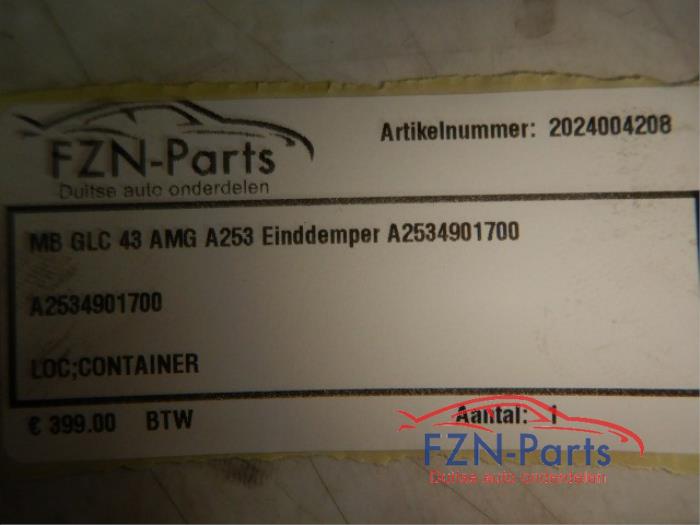 Artikelnummer: 2024004208
FZN-Parts
Duitse auto onderdelen
MB GLC 43 AMG A253 Einddemper A2534901700
A2534901700
LOC;CONTAINER
€ 399.00 BTW
Aantal: 1
FZN-Parts
Duitse auto onderdelen